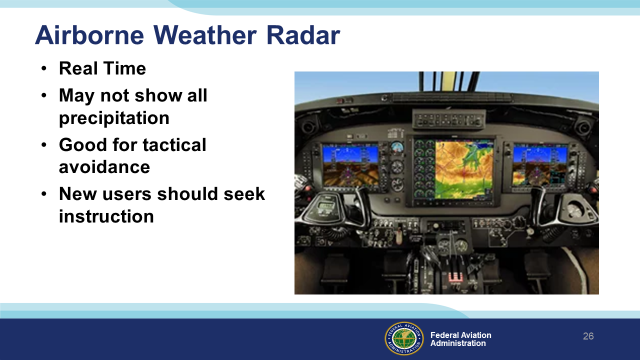 Airborne Weather Radar
• Real Time
• May not show all
precipitation
• Good for tactical
avoidance
• New users should seek
instruction
Federal Aviation
Administration
26